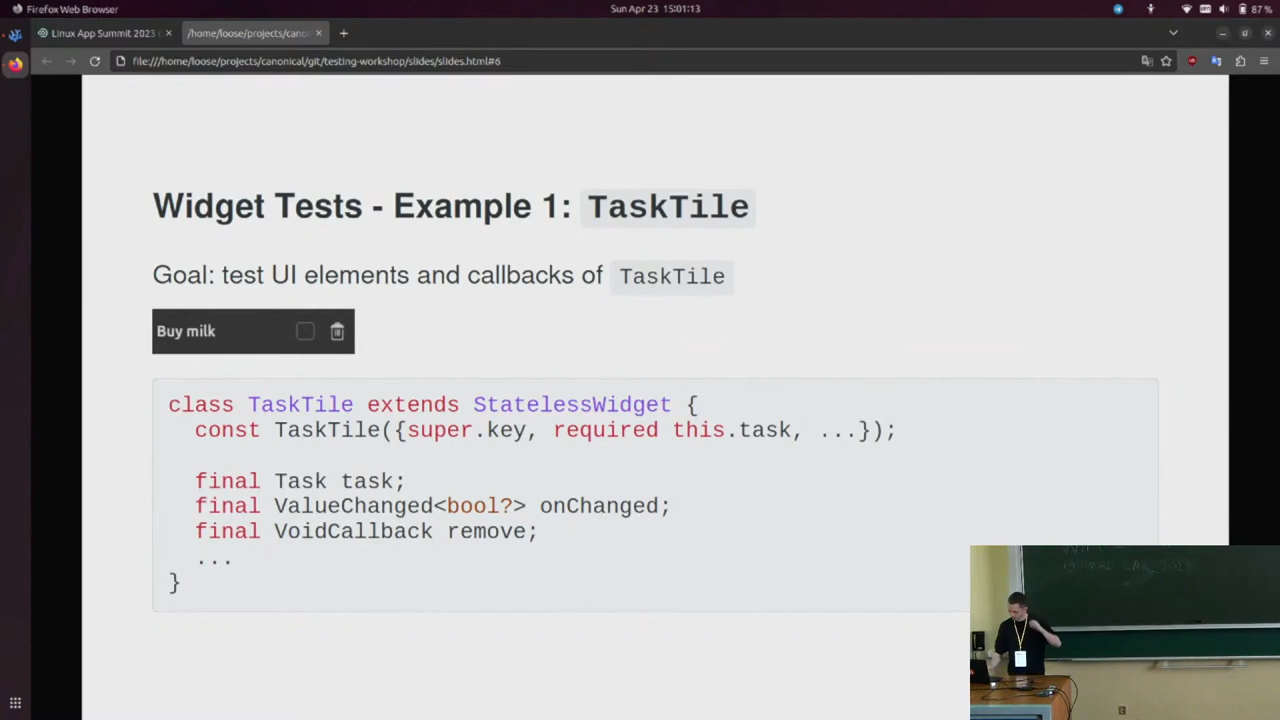 Firefox Web Browser
Sun Apr 23 15:01:13
87 %
Linux App Summit 2023 (
/home/loose/projects/cano
file:///home/loose/projects/canonical/git/testing-workshop/slides/slides.html#6
Widget Tests - Example 1: TaskTile
Goal: test UI elements and callbacks of TaskTile
Buy milk
class TaskTile extends StatelessWidget {
const TaskTile({super.key, required this.task, ...});
final Task task;
final ValueChanged<bool?> onChanged;
final VoidCallback remove;
...
}